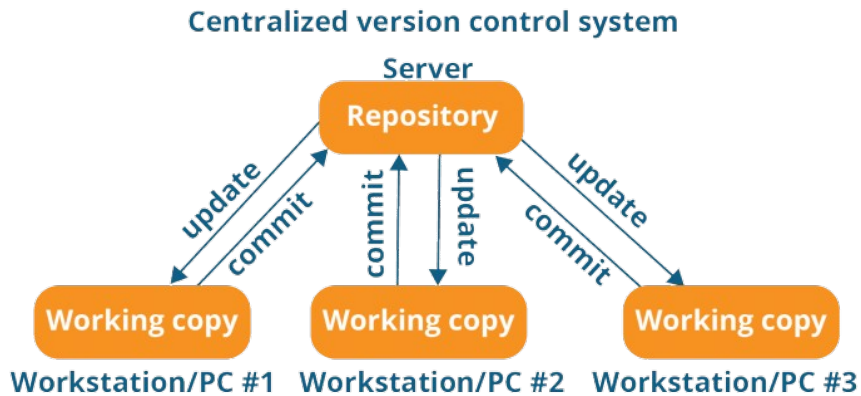 Centralized version control system
Server
Repository
update
commit
commit
update
update
commit
Working copy
Working copy
Working copy
Workstation/PC #1
Workstation/PC #2
Workstation/PC #3